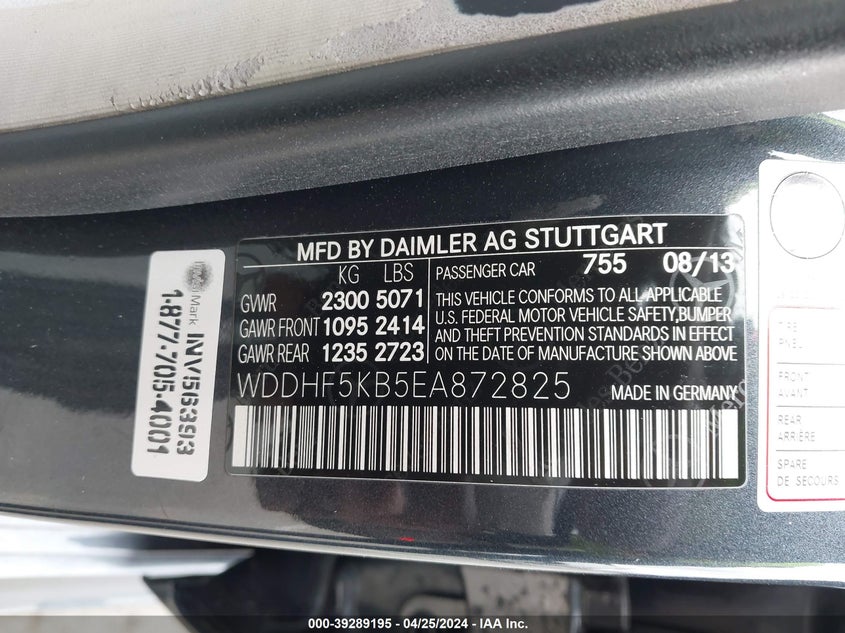 MFD BY DAIMLER AG STUTTGART
KG LBS
GVWR 2300 5071
GAWR FRONT 1095 2414
GAWR REAR 1235 2723
PASSENGER CAR 755 08/13
THIS VEHICLE CONFORMS TO ALL APPLICABLE
U.S. FEDERAL MOTOR VEHICLE SAFETY,BUMPER
AND THEFT PREVENTION STANDARDS IN EFFECT
ON DATE OF MANUFACTURE SHOWN ABOVE
WDDHF5KB5EA872825 MADE IN GERMANY
Mark INV56393
1-877-705-4001
TIRE
PNEU
FRONT
AVANT
REAR
ARRIÈRE
SPARE
DE SECOURS
000-39289195 - 04/25/2024 - IAA Inc.